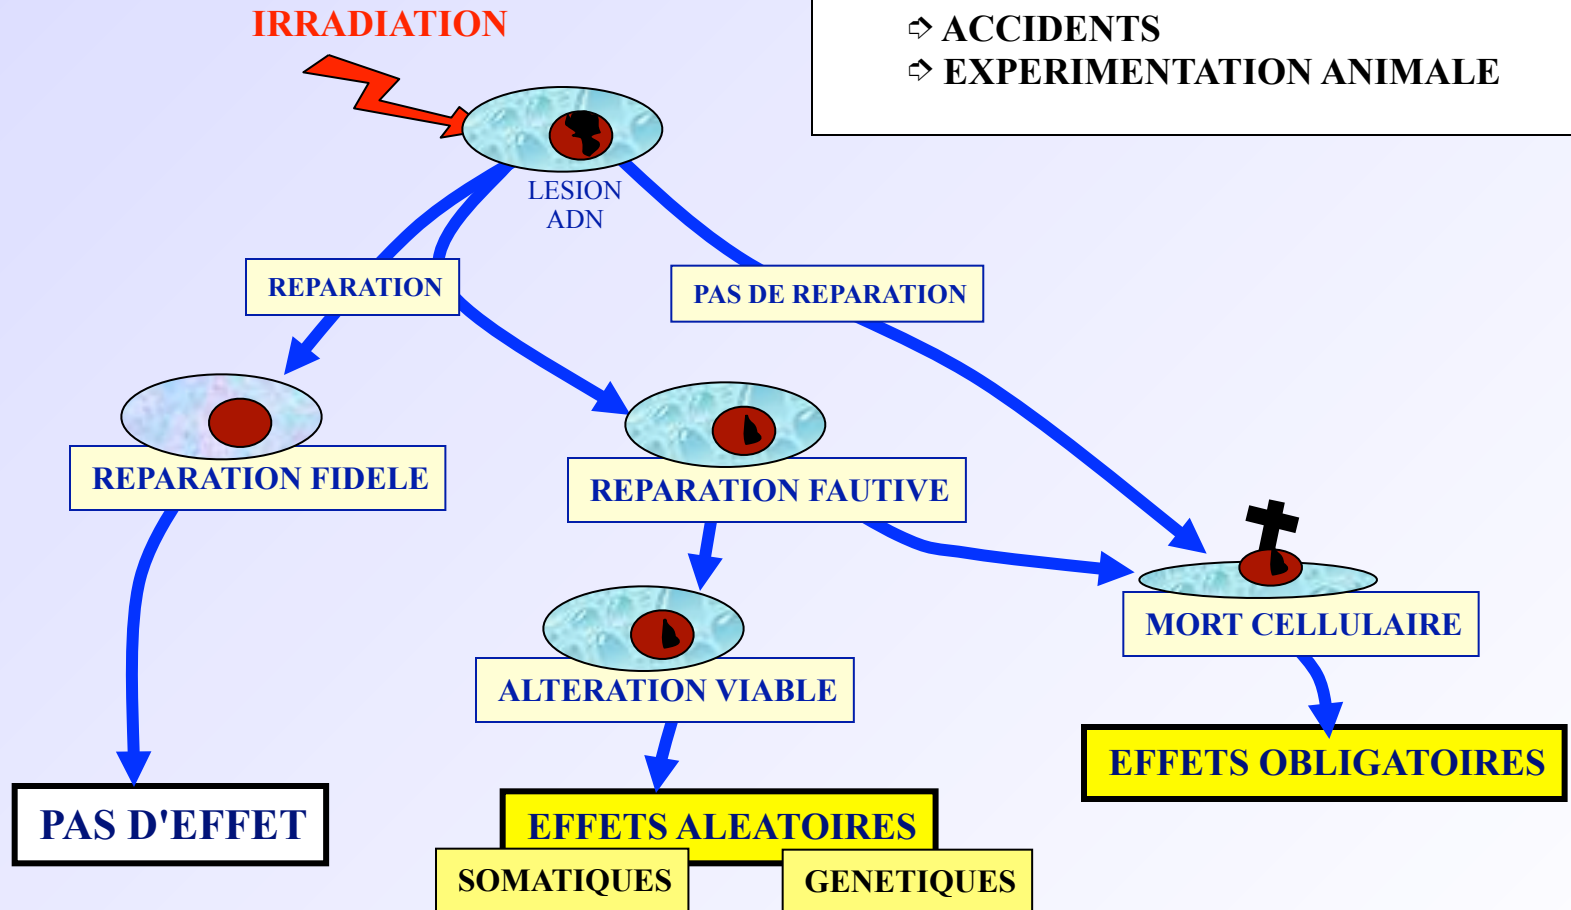 IRRADIATION
➩ ACCIDENTS
➩ EXPERIMENTATION ANIMALE
LESION
ADN
REPARATION
PAS DE REPARATION
REPARATION FIDELE
REPARATION FAUTIVE
MORT CELLULAIRE
ALTERATION VIABLE
EFFETS OBLIGATOIRES
PAS D'EFFET
EFFETS ALEATOIRES
SOMATIQUES
GENETIQUES